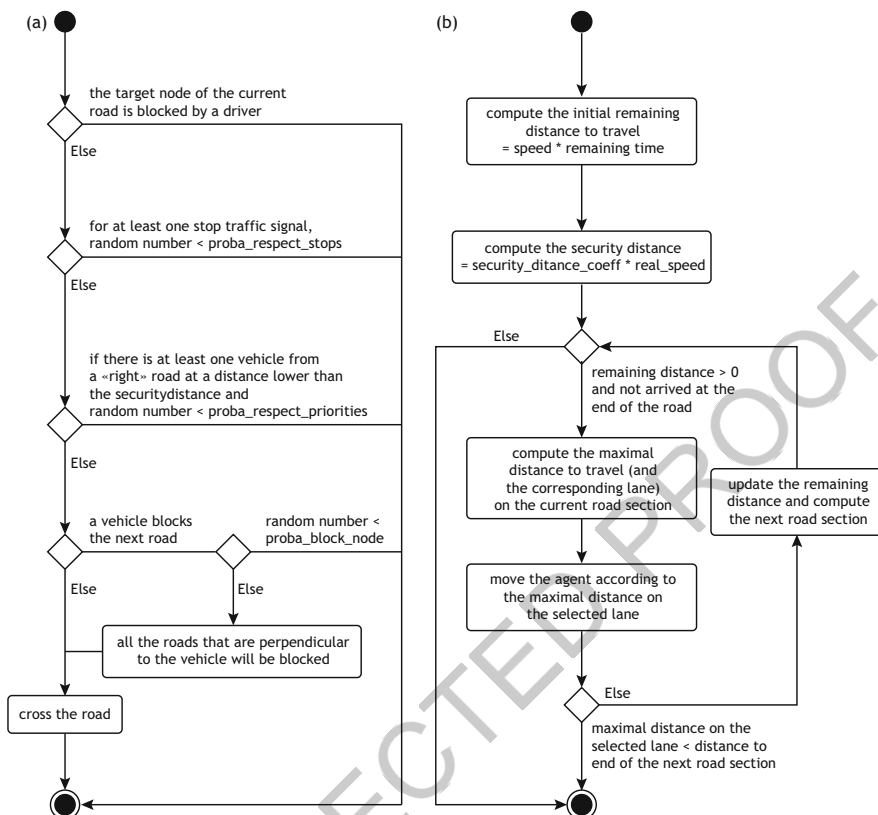 (a)
the target node of the current
road is blocked by a driver
Else
for at least one stop traffic signal,
random number < proba_respect_stops
Else
if there is at least one vehicle from
a «right» road at a distance lower than
the securitydistance and
random number < proba_respect_priorities
Else
a vehicle blocks
the next road
random number <
proba_block_node
Else
Else
all the roads that are perpendicular
to the vehicle will be blocked
cross the road
(b)
compute the initial remaining
distance to travel
= speed * remaining time
compute the security distance
= security_ditance_coeff * real_speed
Else
remaining distance > 0
and not arrived at the
end of the road
compute the maximal
distance to travel (and
the corresponding lane)
on the current road section
update the remaining
distance and compute
the next road section
move the agent according to
the maximal distance on
the selected lane
Else
maximal distance on the
selected lane < distance to
end of the next road section
ECTED PROOF